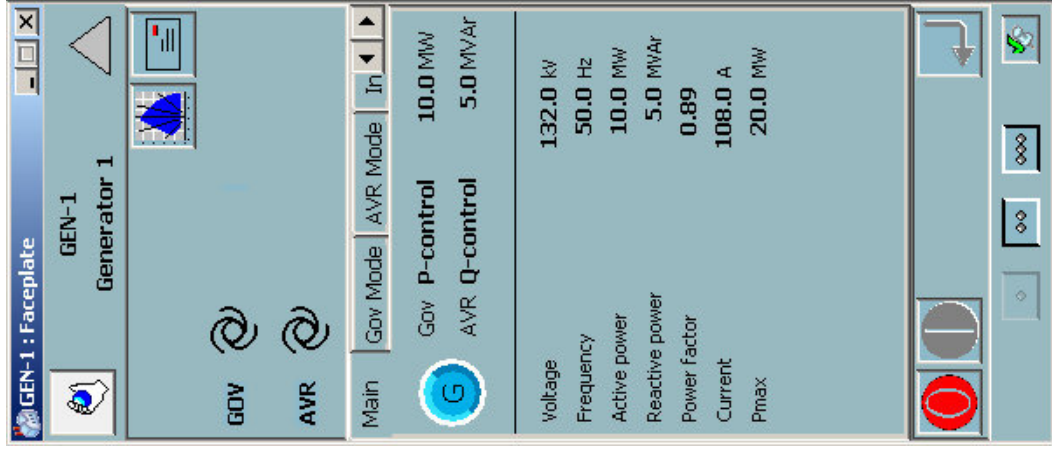 GEN-1 : Faceplate
GEN-1
Generator 1
GOV
AVR
Main Gov Mode AVR Mode In
G
Gov P-control 10.0 MW
AVR Q-control 5.0 MVAr
Voltage 132.0 kV
Frequency 50.0 Hz
Active power 10.0 MW
Reactive power 5.0 MVAr
Power factor 0.89
Current 108.0 A
Pmax 20.0 MW